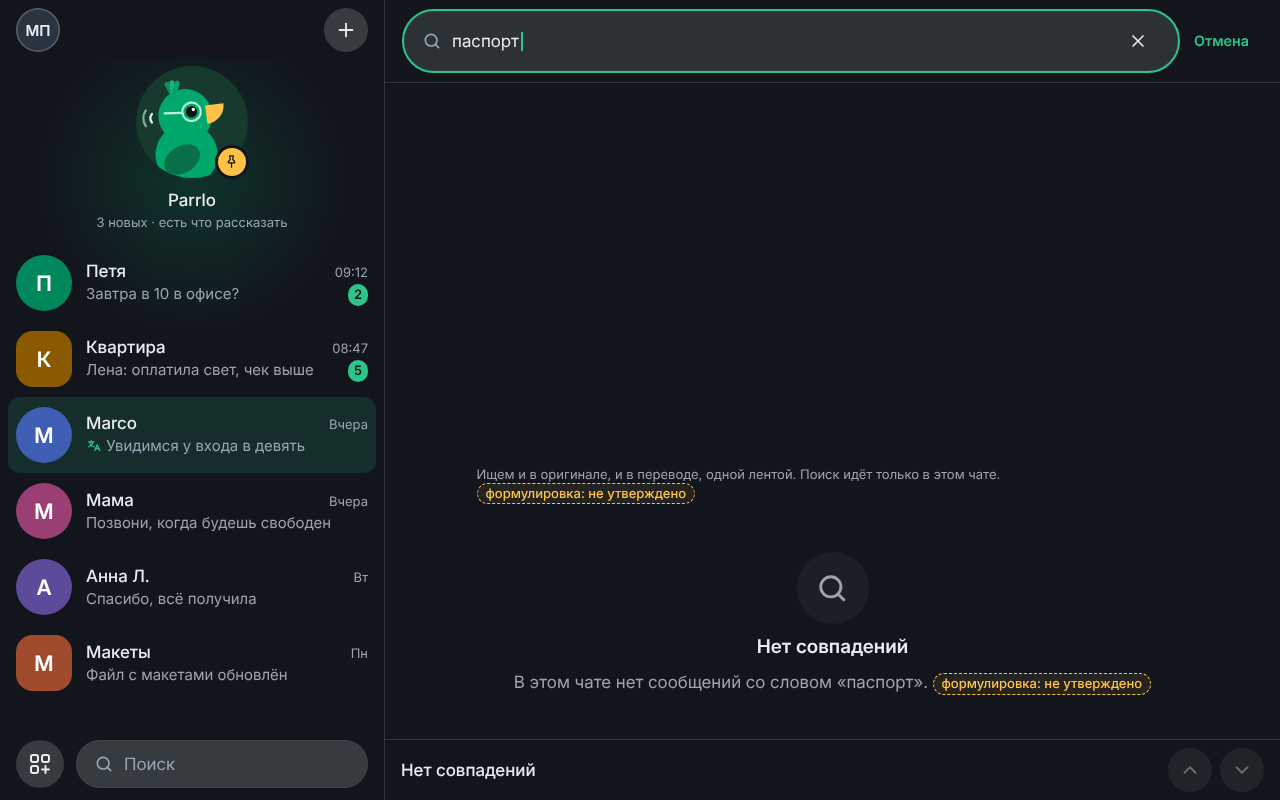 МП
паспорт
Отмена
Parrlo
3 новых · есть что рассказать
П
Петя
09:12
Завтра в 10 в офисе?
2
К
Квартира
08:47
Лена: оплатила свет, чек выше
5
M
Marco
Вчера
Увидимся у входа в девять
М
Мама
Вчера
Позвони, когда будешь свободен
А
Анна Л.
Вт
Спасибо, всё получила
М
Макеты
Пн
Файл с макетами обновлён
Поиск
Ищем и в оригинале, и в переводе, одной лентой. Поиск идёт только в этом чате.
формулировка: не утверждено
Нет совпадений
В этом чате нет сообщений со словом «паспорт». формулировка: не утверждено
Нет совпадений